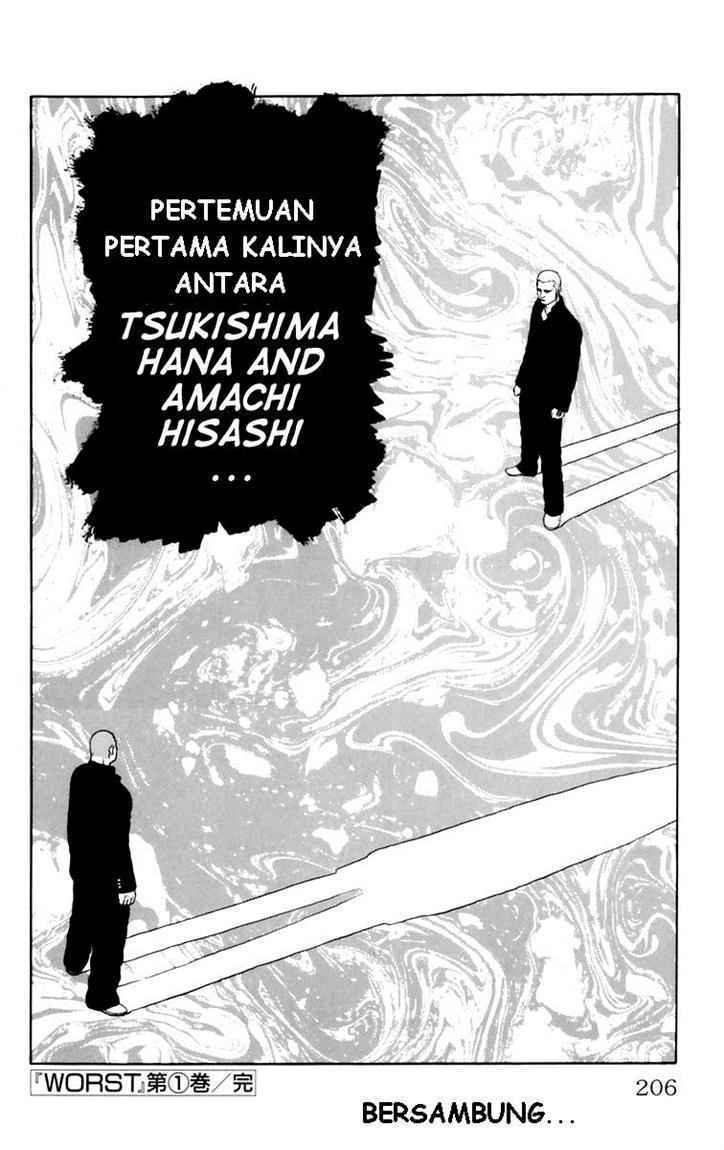 PERTEMUAN
PERTAMA KALINYA
ANTARA
TSUKISHIMA
HANA AND
AMACHI
HISASHI
...
『WORST』第①巻／完
206
BERSAMBUNG...